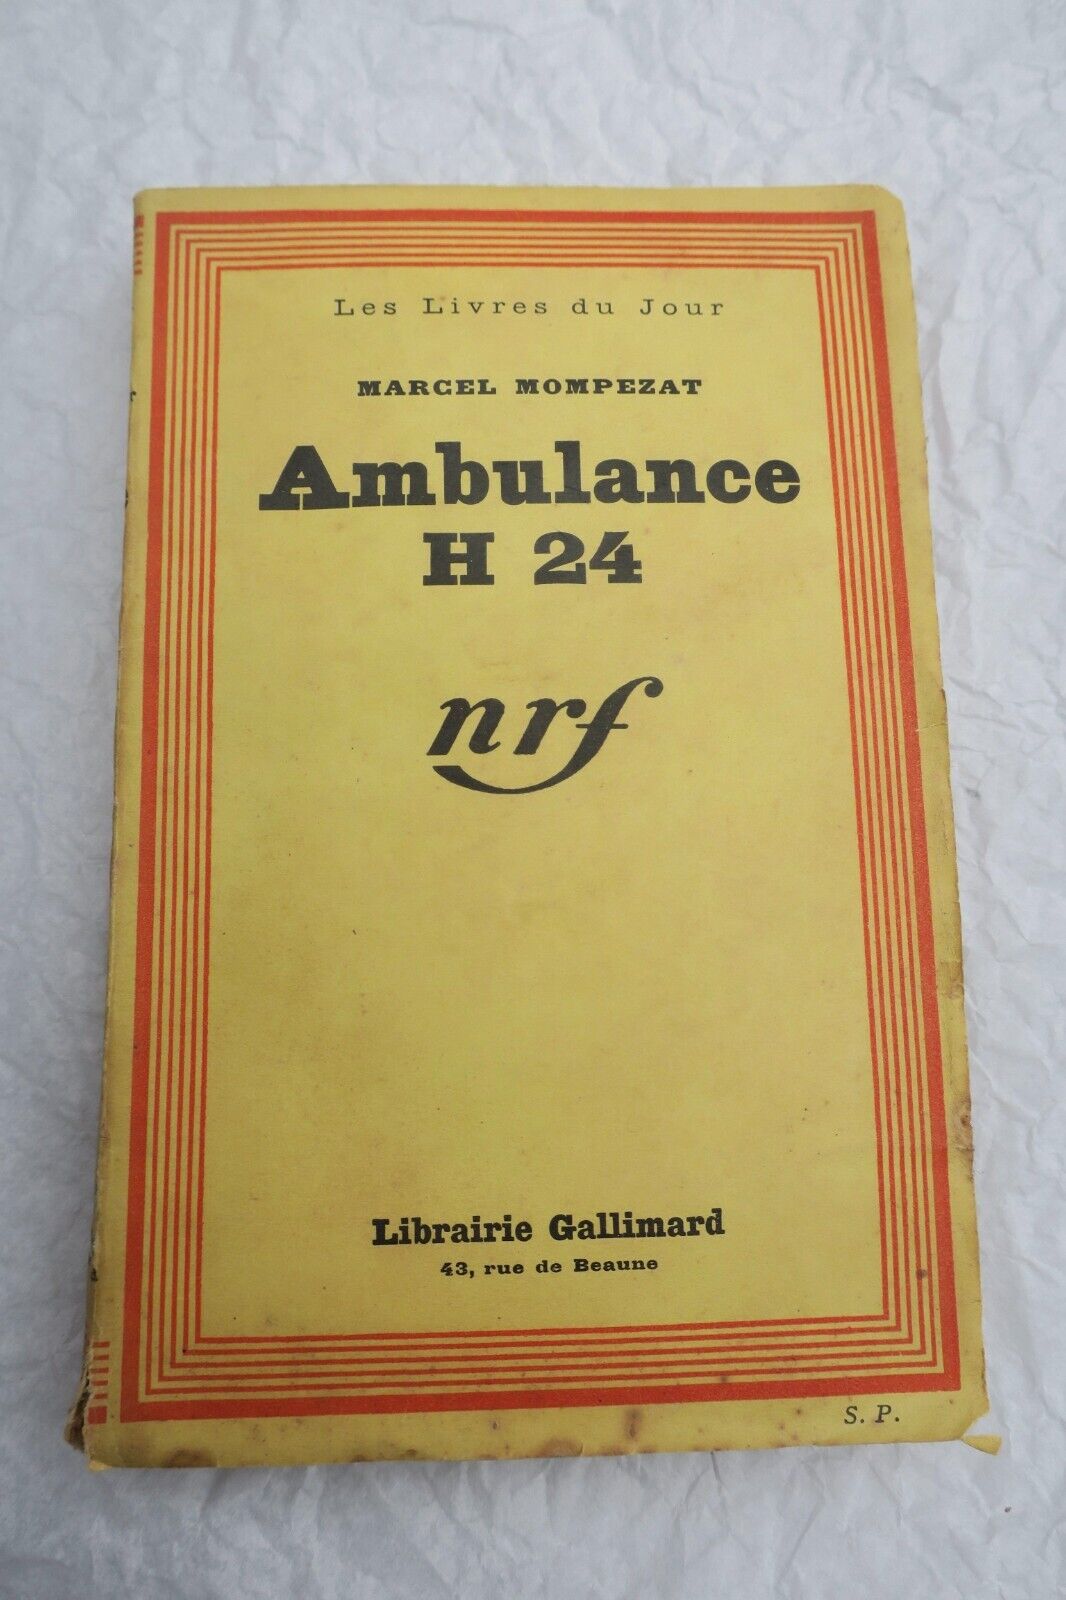 Les Livres du Jour
MARCEL MOMPEZAT
Ambulance
H 24
nrf
Librairie Gallimard
43, rue de Beaune
S. P.